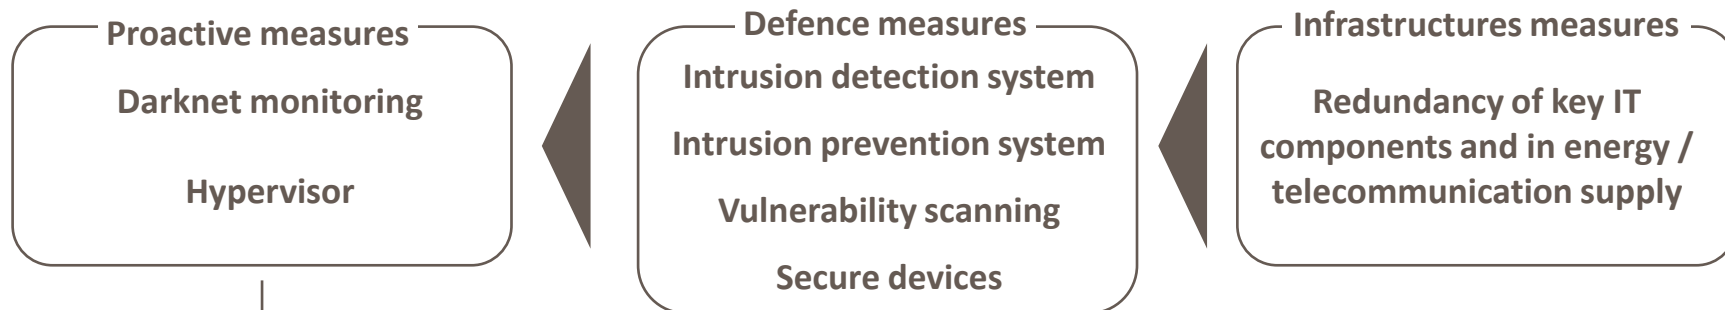 Proactive measures
Darknet monitoring
Hypervisor
Defence measures
Intrusion detection system
Intrusion prevention system
Vulnerability scanning
Secure devices
Infrastructures measures
Redundancy of key IT
components and in energy /
telecommunication supply